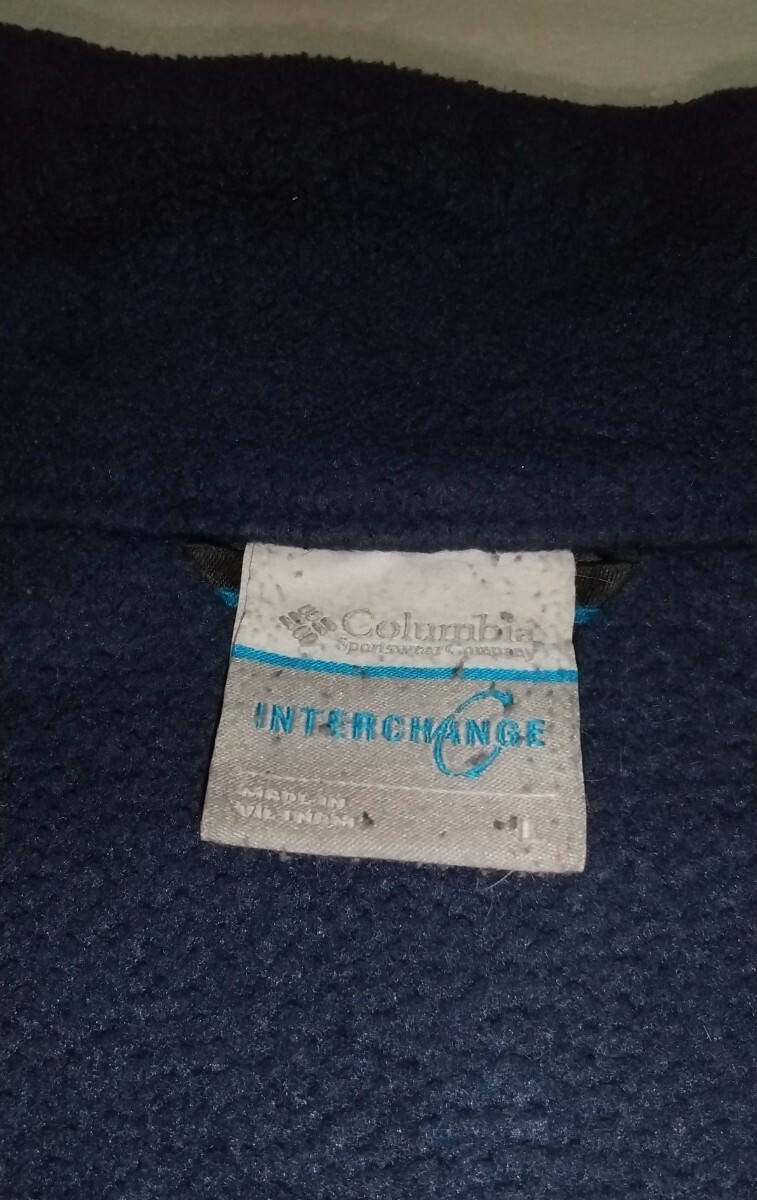 Columbia
Sportswear Company
INTERCHANGE
MADE IN
VIETNAM